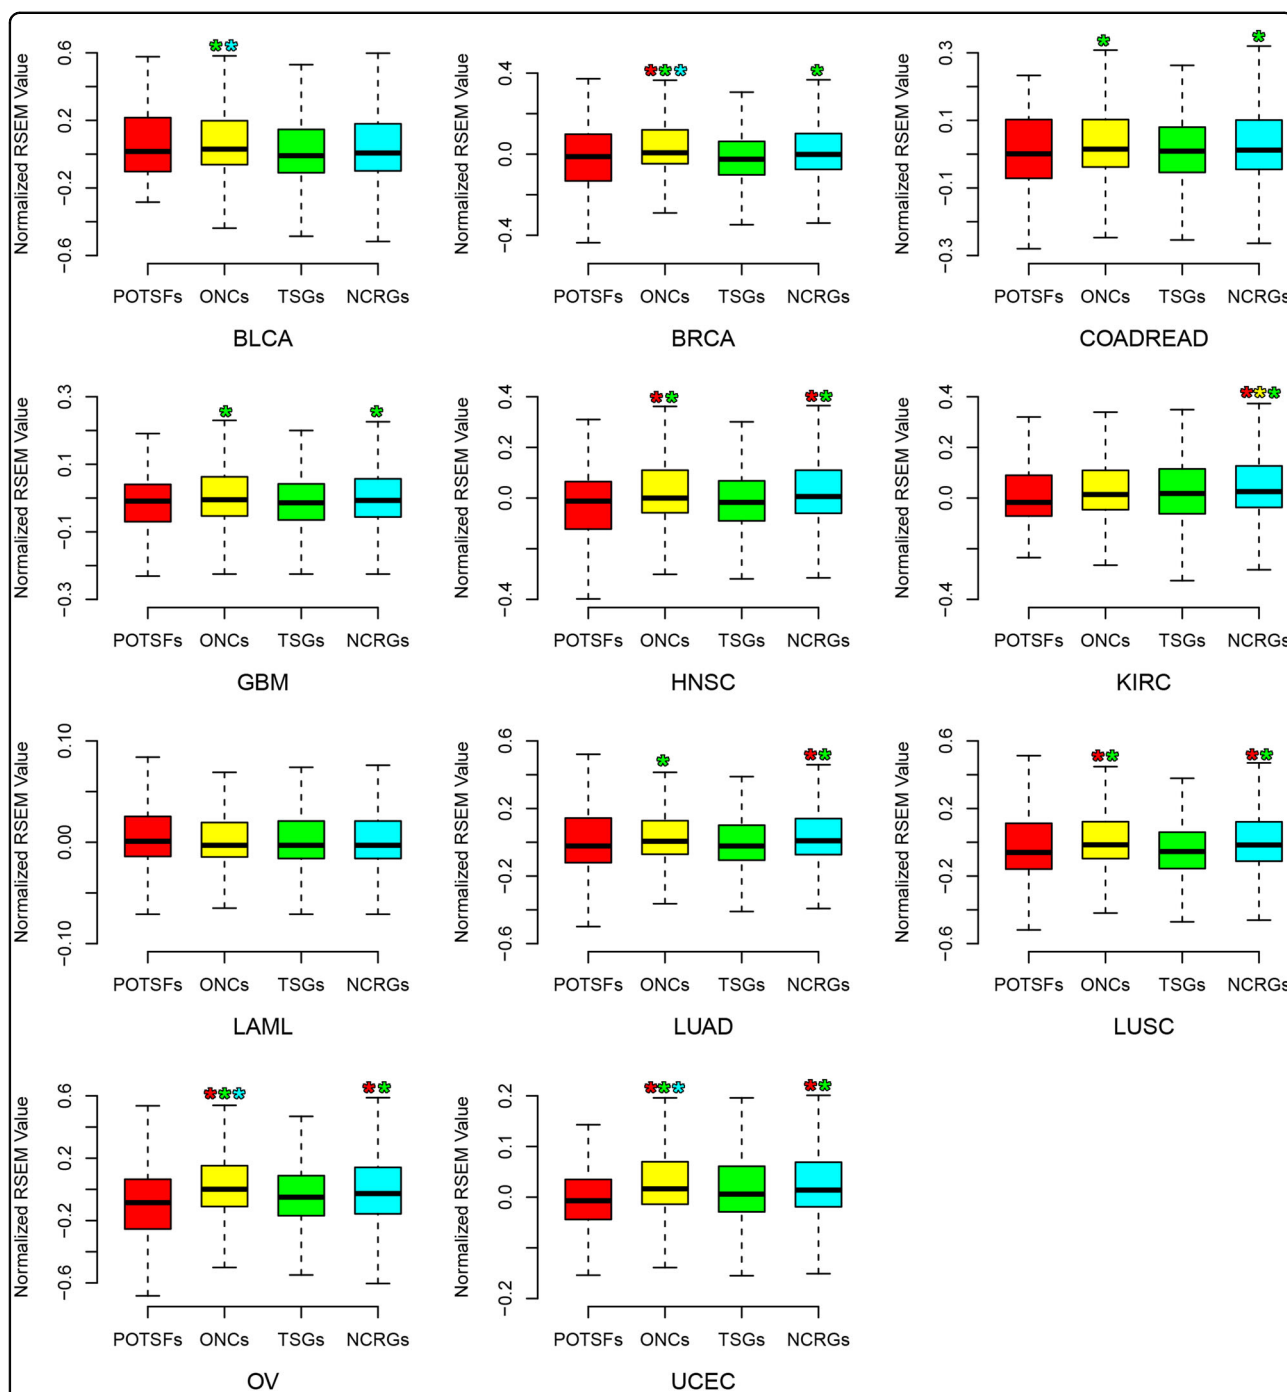 Normalized RSEM Value
0.6
0.2
−0.2
−0.6
POTSFs ONCs TSGs NCRGs
BLCA
Normalized RSEM Value
0.4
0.0
−0.4
POTSFs ONCs TSGs NCRGs
BRCA
Normalized RSEM Value
0.3
0.1
−0.1
−0.3
POTSFs ONCs TSGs NCRGs
COADREAD
Normalized RSEM Value
0.3
0.1
−0.1
−0.3
POTSFs ONCs TSGs NCRGs
GBM
Normalized RSEM Value
0.4
0.2
0.0
−0.4
POTSFs ONCs TSGs NCRGs
HNSC
Normalized RSEM Value
0.4
0.2
0.0
−0.4
POTSFs ONCs TSGs NCRGs
KIRC
Normalized RSEM Value
0.10
0.00
−0.10
POTSFs ONCs TSGs NCRGs
LAML
Normalized RSEM Value
0.6
0.2
−0.2
−0.6
POTSFs ONCs TSGs NCRGs
LUAD
Normalized RSEM Value
0.6
0.2
−0.2
−0.6
POTSFs ONCs TSGs NCRGs
LUSC
Normalized RSEM Value
0.6
0.2
−0.2
−0.6
POTSFs ONCs TSGs NCRGs
OV
Normalized RSEM Value
0.2
0.1
0.0
−0.2
POTSFs ONCs TSGs NCRGs
UCEC